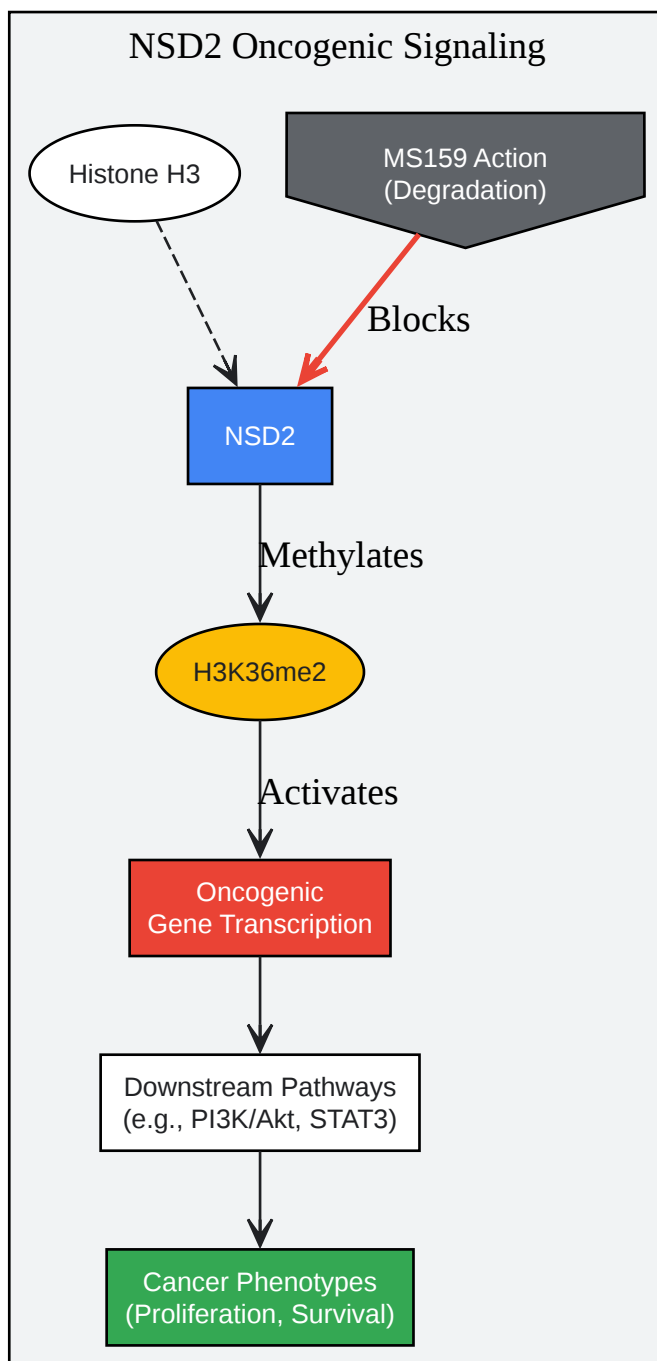 NSD2 Oncogenic Signaling
Histone H3
MS159 Action
(Degradation)
Blocks
NSD2
Methylates
H3K36me2
Activates
Oncogenic
Gene Transcription
Downstream Pathways
(e.g., PI3K/Akt, STAT3)
Cancer Phenotypes
(Proliferation, Survival)